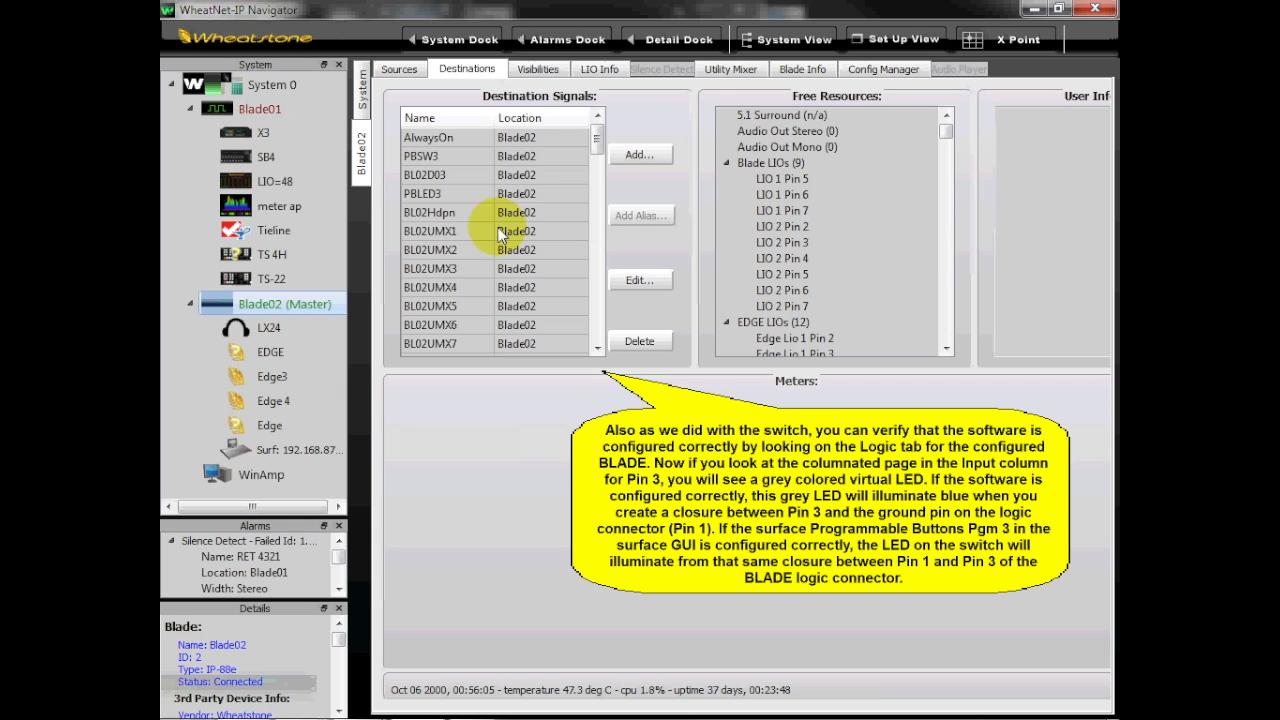 WheatNet-IP Navigator
Wheatstone
System Dock
Alarms Dock
Detail Dock
System View
Set Up View
X Point
System
System 0
Blade01
X3
SB4
LIO=48
meter ap
Tieline
TS 4H
TS-22
Blade02 (Master)
LX24
EDGE
Edge3
Edge 4
Edge
Surf: 192.168.87...
WinAmp
Alarms
Silence Detect - Failed Id: 1....
Name: RET 4321
Location: Blade01
Width: Stereo
Details
Blade:
Name: Blade02
ID: 2
Type: IP-88e
Status: Connected
3rd Party Device Info:
Vendor: Wheatstone
System
Blade02
Sources
Destinations
Visibilities
LIO Info
Silence Detect
Utility Mixer
Blade Info
Config Manager
Audio Player
Destination Signals:
Name Location
AlwaysOn Blade02
PBSW3 Blade02
BL02D03 Blade02
PBLED3 Blade02
BL02Hdpn Blade02
BL02UMX1 Blade02
BL02UMX2 Blade02
BL02UMX3 Blade02
BL02UMX4 Blade02
BL02UMX5 Blade02
BL02UMX6 Blade02
BL02UMX7 Blade02
Add...
Add Alias...
Edit...
Delete
Free Resources:
5.1 Surround (n/a)
Audio Out Stereo (0)
Audio Out Mono (0)
Blade LIOs (9)
LIO 1 Pin 5
LIO 1 Pin 6
LIO 1 Pin 7
LIO 2 Pin 2
LIO 2 Pin 3
LIO 2 Pin 4
LIO 2 Pin 5
LIO 2 Pin 6
LIO 2 Pin 7
EDGE LIOs (12)
Edge Lio 1 Pin 2
Edge Lio 1 Pin 3
User Inf
Meters:
Also as we did with the switch, you can verify that the software is
configured correctly by looking on the Logic tab for the configured
BLADE. Now if you look at the columnated page in the Input column
for Pin 3, you will see a grey colored virtual LED. If the software is
configured correctly, this grey LED will illuminate blue when you
create a closure between Pin 3 and the ground pin on the logic
connector (Pin 1). If the surface Programmable Buttons Pgm 3 in the
surface GUI is configured correctly, the LED on the switch will
illuminate from that same closure between Pin 1 and Pin 3 of the
BLADE logic connector.
Oct 06 2000, 00:56:05 - temperature 47.3 deg C - cpu 1.8% - uptime 37 days, 00:23:48